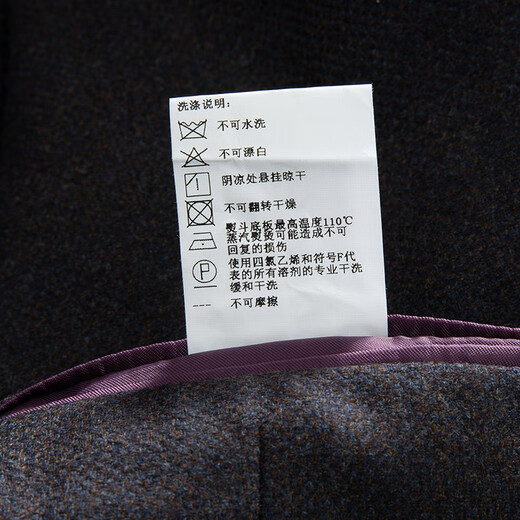 洗涤说明:
不可水洗
不可漂白
阴凉处悬挂晾干
不可翻转干燥
熨斗底板最高温度110℃
蒸汽熨烫可能造成不可
回复的损伤
P
使用四氯乙烯和符号F代
表的所有溶剂的专业干洗
缓和干洗
--- 不可摩擦